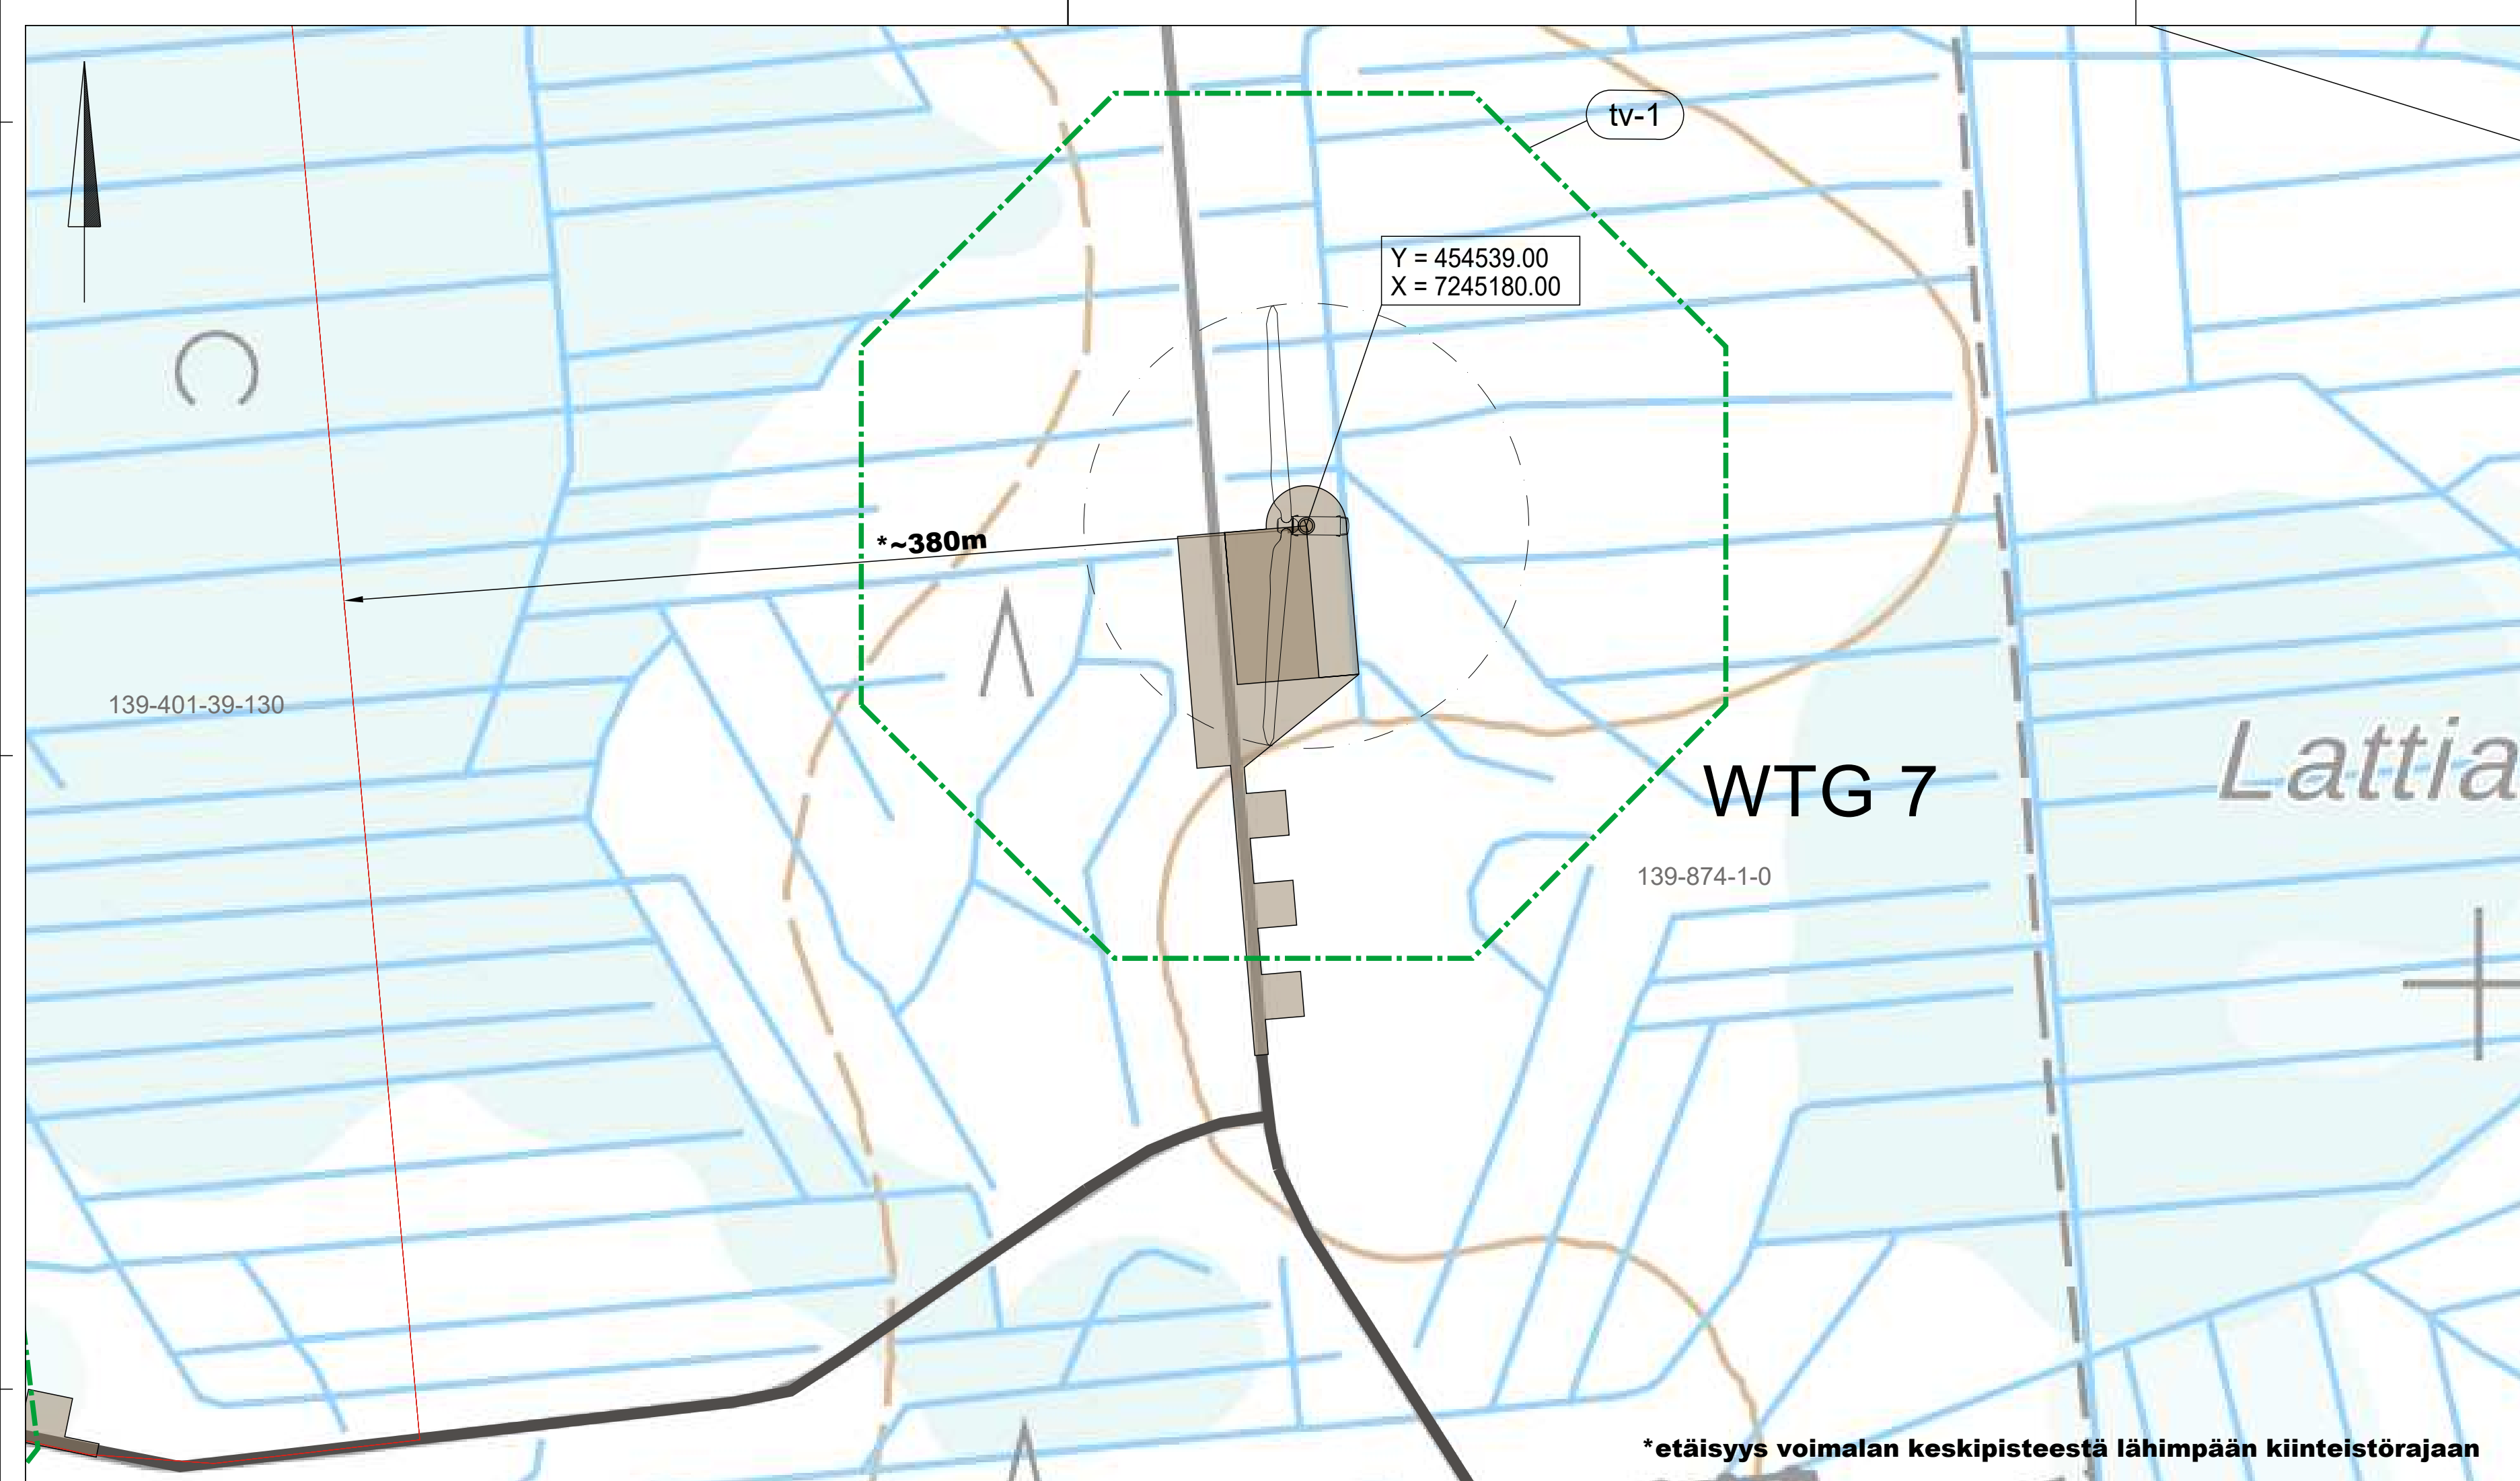 tv-1
Y = 454539.00
X = 7245180.00
*~380m
139-401-39-130
WTG 7
Lattia
139-874-1-0
*etäisyys voimalan keskipisteestä lähimpään kiinteistörajaan